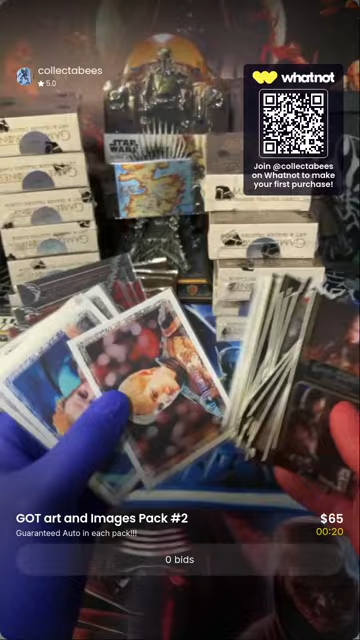 collectabees
★ 5.0
whatnot
Join @collectabees
on Whatnot to make
your first purchase!
STAR
WARS
GOT art and Images Pack #2
$65
Guaranteed Auto in each pack!!!
00:20
0 bids